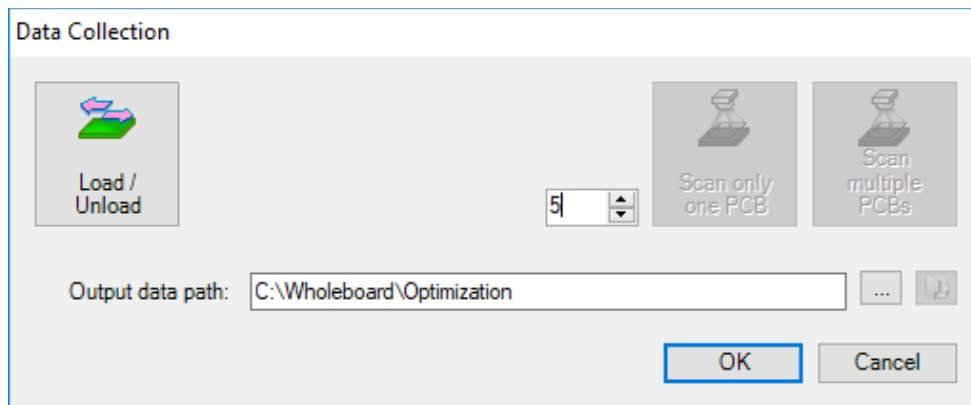 Data Collection
Load /
Unload
5
Scan only
one PCB
Scan
multiple
PCBs
Output data path:
C:\Wholeboard\Optimization
...
OK
Cancel